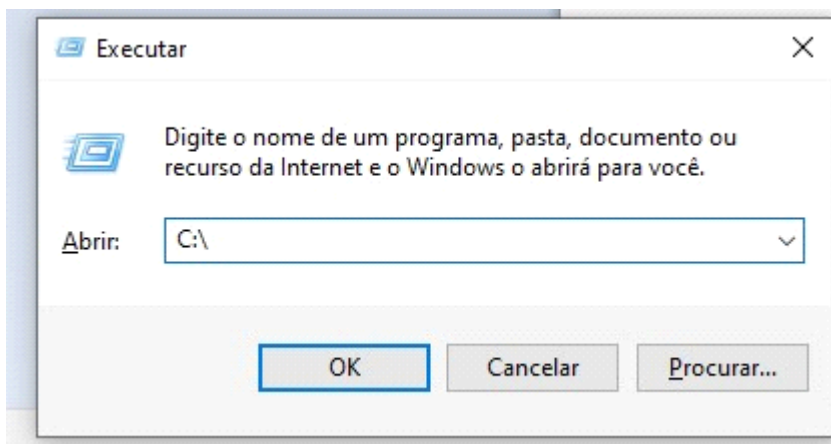 Executar
Digite o nome de um programa, pasta, documento ou
recurso da Internet e o Windows o abrirá para você.
Abrir: C:\
OK Cancelar Procurar...